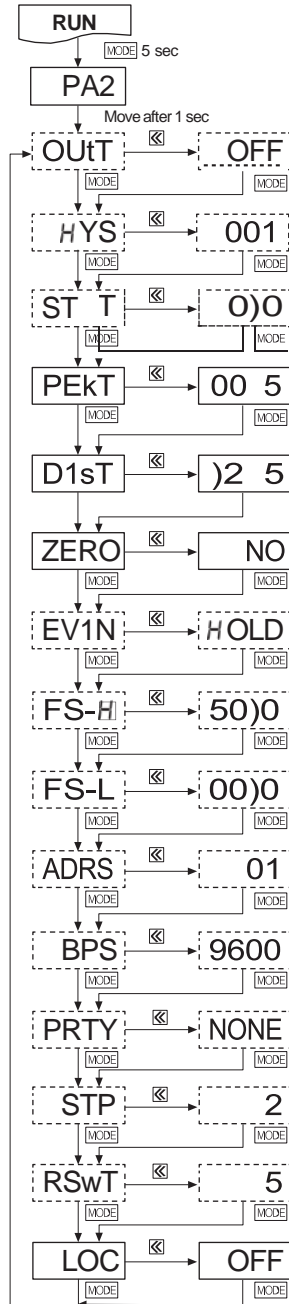 RUN
MODE 5 sec
PA2
Move after 1 sec
OUtT « OFF
MODE MODE
HYS « 001
MODE MODE
ST T « 0)0
MODE MODE
PEkT « 00 5
MODE MODE
D1sT « )2 5
ZERO « NO
MODE MODE
EV1N « HOLD
MODE MODE
FS-H « 50)0
MODE MODE
FS-L « 00)0
MODE MODE
ADRS « 01
MODE MODE
BPS « 9600
MODE MODE
PRTY « NONE
MODE MODE
STP « 2
MODE MODE
RSwT « 5
MODE MODE
LOC « OFF
MODE MODE